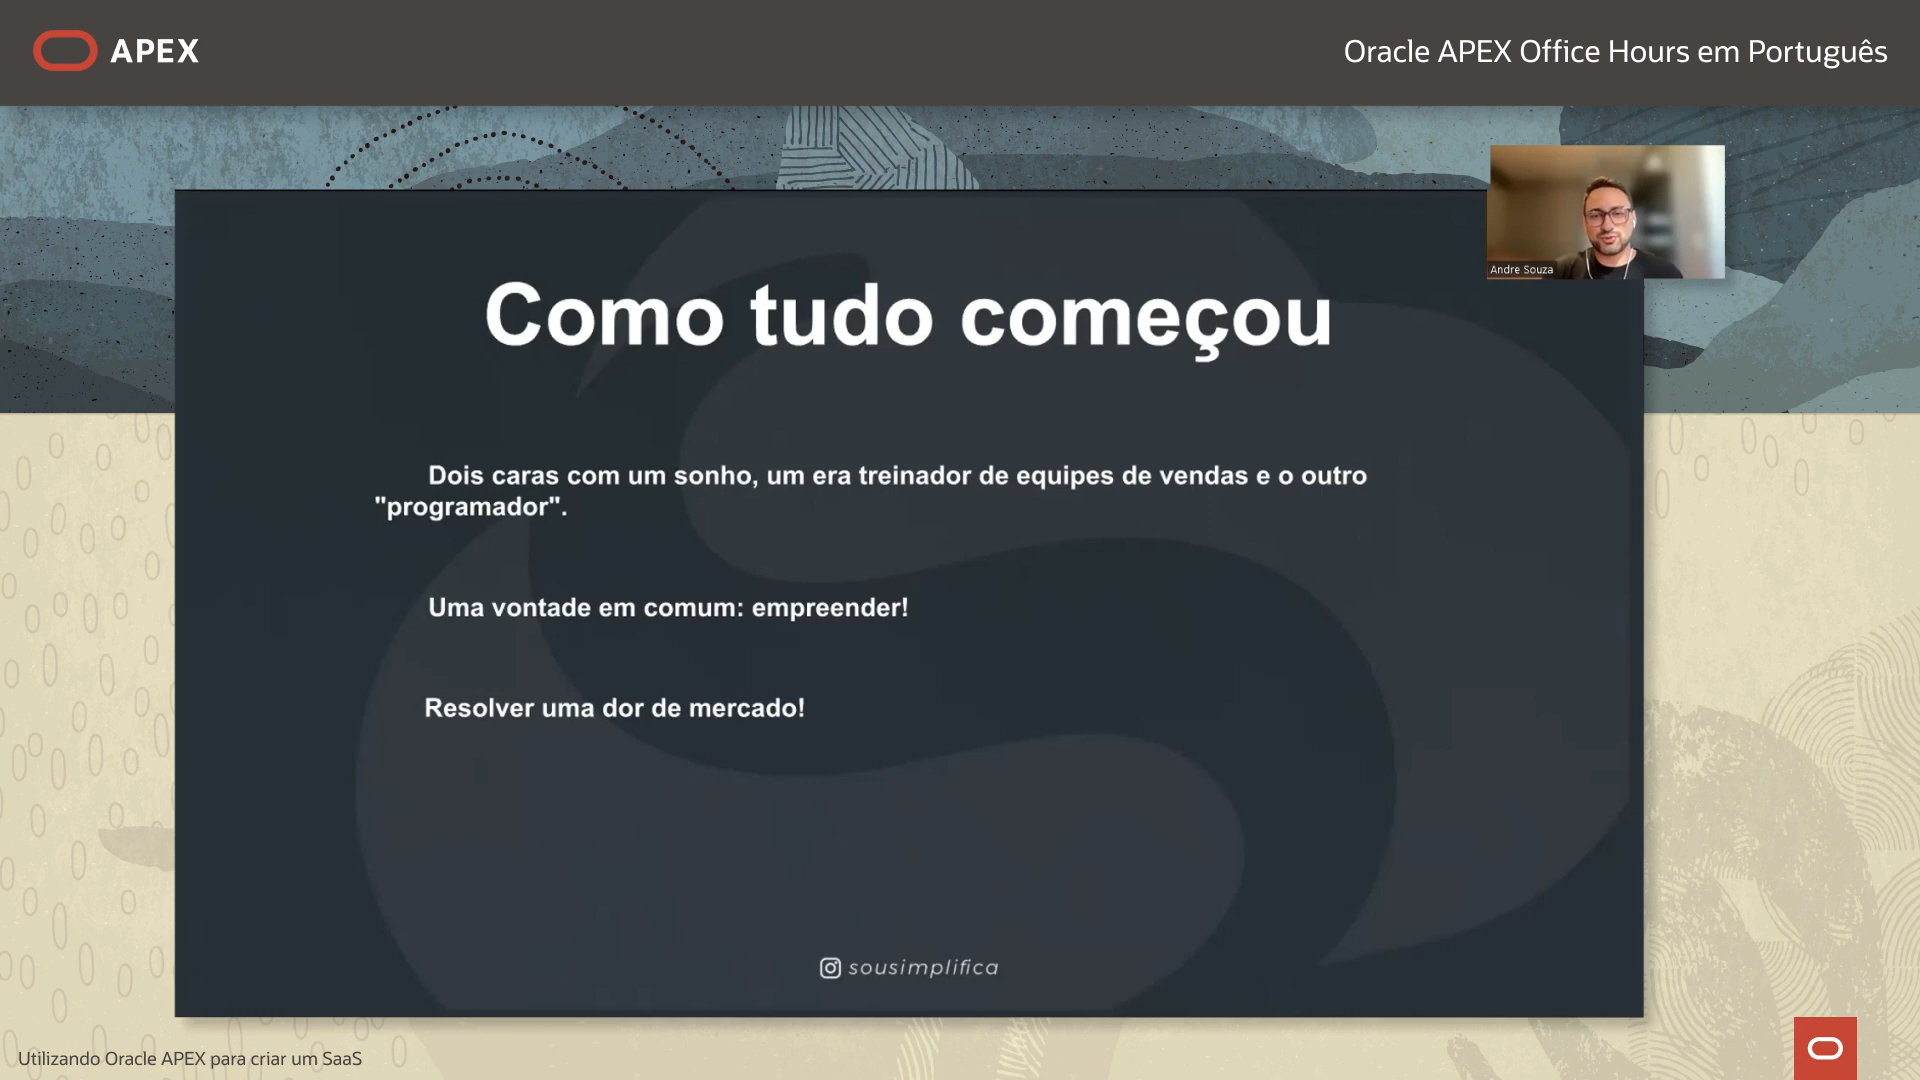 APEX
Oracle APEX Office Hours em Português
Andre Souza
Como tudo começou
Dois caras com um sonho, um era treinador de equipes de vendas e o outro
"programador".
Uma vontade em comum: empreender!
Resolver uma dor de mercado!
sousimplifica
Utilizando Oracle APEX para criar um SaaS